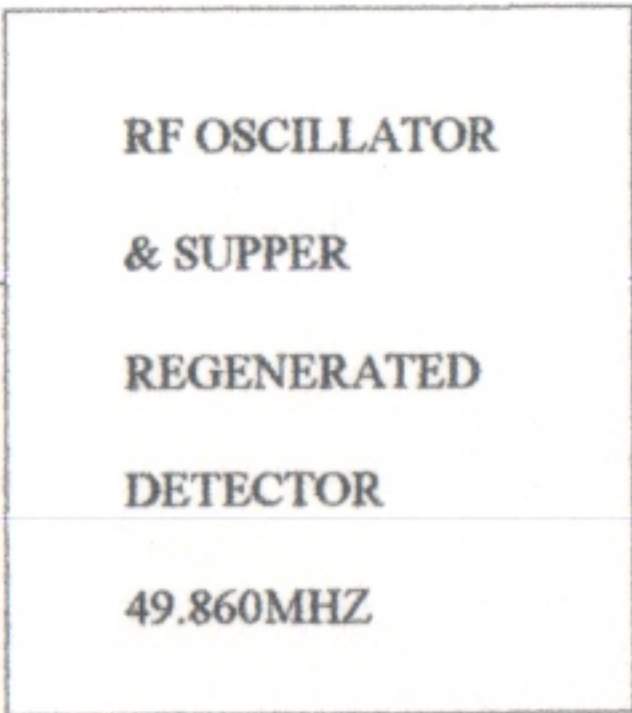 RF OSCILLATOR
& SUPPER
REGENERATED
DETECTOR
49.860MHZ